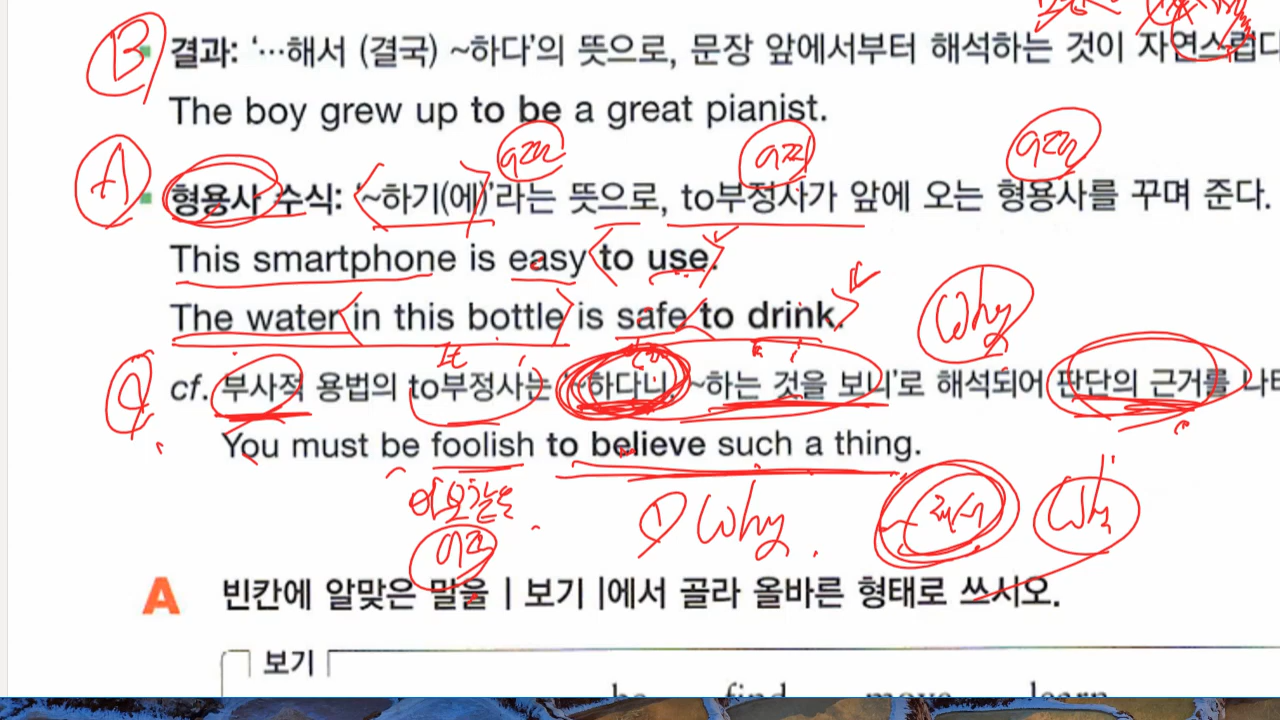 B 결과: ‘…해서 (결국) ~하다’의 뜻으로, 문장 앞에서부터 해석하는 것이 자연스럽다
The boy grew up to be a great pianist.
A 형용사 수식: ‘~하기(에)’라는 뜻으로, to부정사가 앞에 오는 형용사를 꾸며 준다.
This smartphone is easy to use.
The water in this bottle is safe to drink.
Why
cf. 부사적 용법의 to부정사는 ‘~하다니, ~하는 것을 보니’로 해석되어 판단의 근거를 나타
You must be foolish to believe such a thing.
① Why
Why
A 빈칸에 알맞은 말을 | 보기 |에서 골라 올바른 형태로 쓰시오.
보기
be find move learn